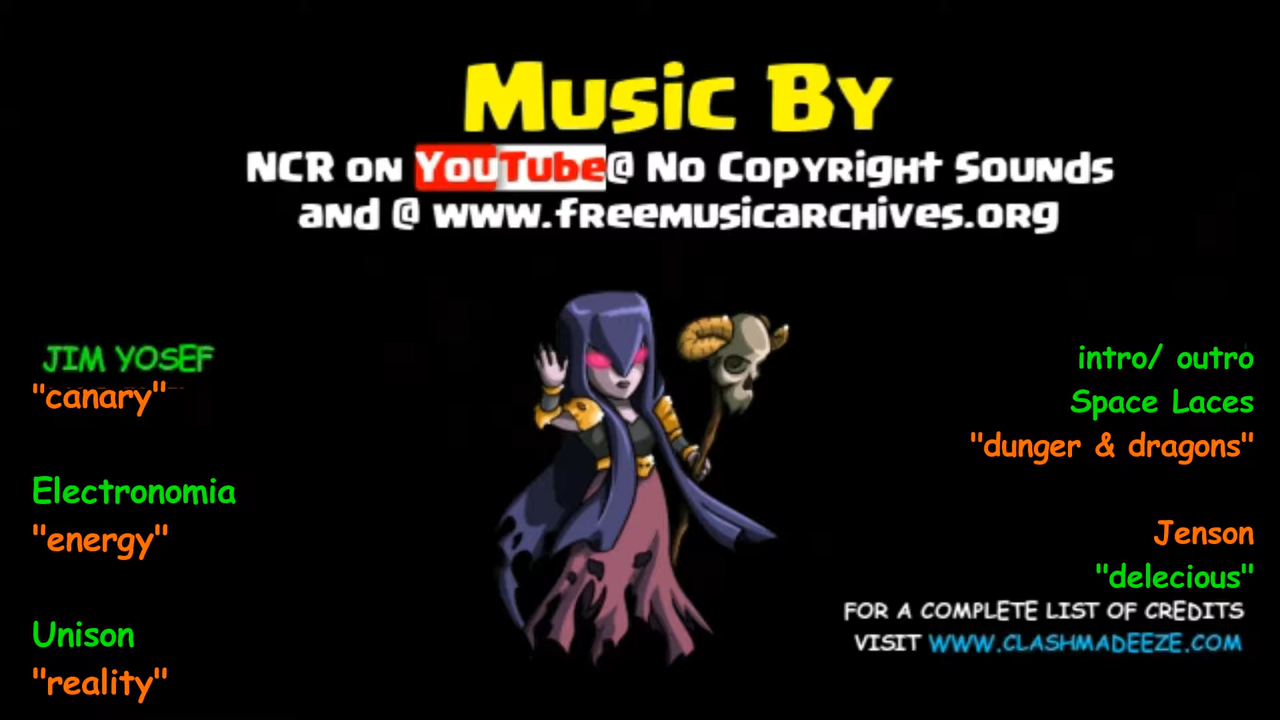 Music By
NCR on YouTube@ No Copyright Sounds
and @ www.freemusicarchives.org
JIM YOSEF
"canary"
Electronomia
"energy"
Unison
"reality"
intro/ outro
Space Laces
"dunger & dragons"
Jenson
"delecious"
FOR A COMPLETE LIST OF CREDITS
VISIT WWW.CLASHMADEEZE.COM